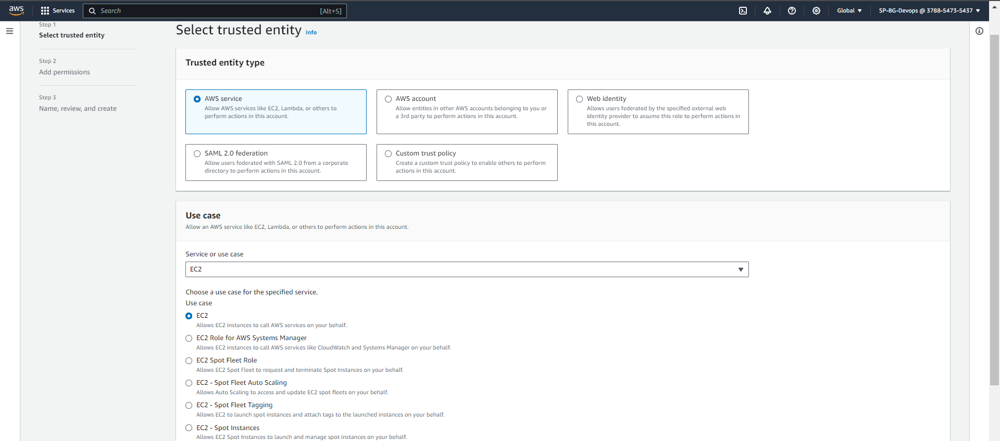 aws
Services
Search
[Alt+S]
Global
SP-BG-Devops @ 3788-5473-5437
Step 1
Select trusted entity
Step 2
Add permissions
Step 3
Name, review, and create
Select trusted entity Info
Trusted entity type
AWS service
Allow AWS services like EC2, Lambda, or others to
perform actions in this account.
AWS account
Allow entities in other AWS accounts belonging to you or
a 3rd party to perform actions in this account.
Web identity
Allows users federated by the specified external web
identity provider to assume this role to perform actions in
this account.
SAML 2.0 federation
Allow users federated with SAML 2.0 from a corporate
directory to perform actions in this account.
Custom trust policy
Create a custom trust policy to enable others to perform
actions in this account.
Use case
Allow an AWS service like EC2, Lambda, or others to perform actions in this account.
Service or use case
EC2
Choose a use case for the specified service.
Use case
EC2
Allows EC2 instances to call AWS services on your behalf.
EC2 Role for AWS Systems Manager
Allows EC2 instances to call AWS services like CloudWatch and Systems Manager on your behalf.
EC2 Spot Fleet Role
Allows EC2 Spot Fleet to request and terminate Spot Instances on your behalf.
EC2 - Spot Fleet Auto Scaling
Allows Auto Scaling to access and update EC2 spot fleets on your behalf.
EC2 - Spot Fleet Tagging
Allows EC2 to launch spot instances and attach tags to the launched instances on your behalf.
EC2 - Spot Instances
Allows EC2 Spot Instances to launch and manage spot instances on your behalf.